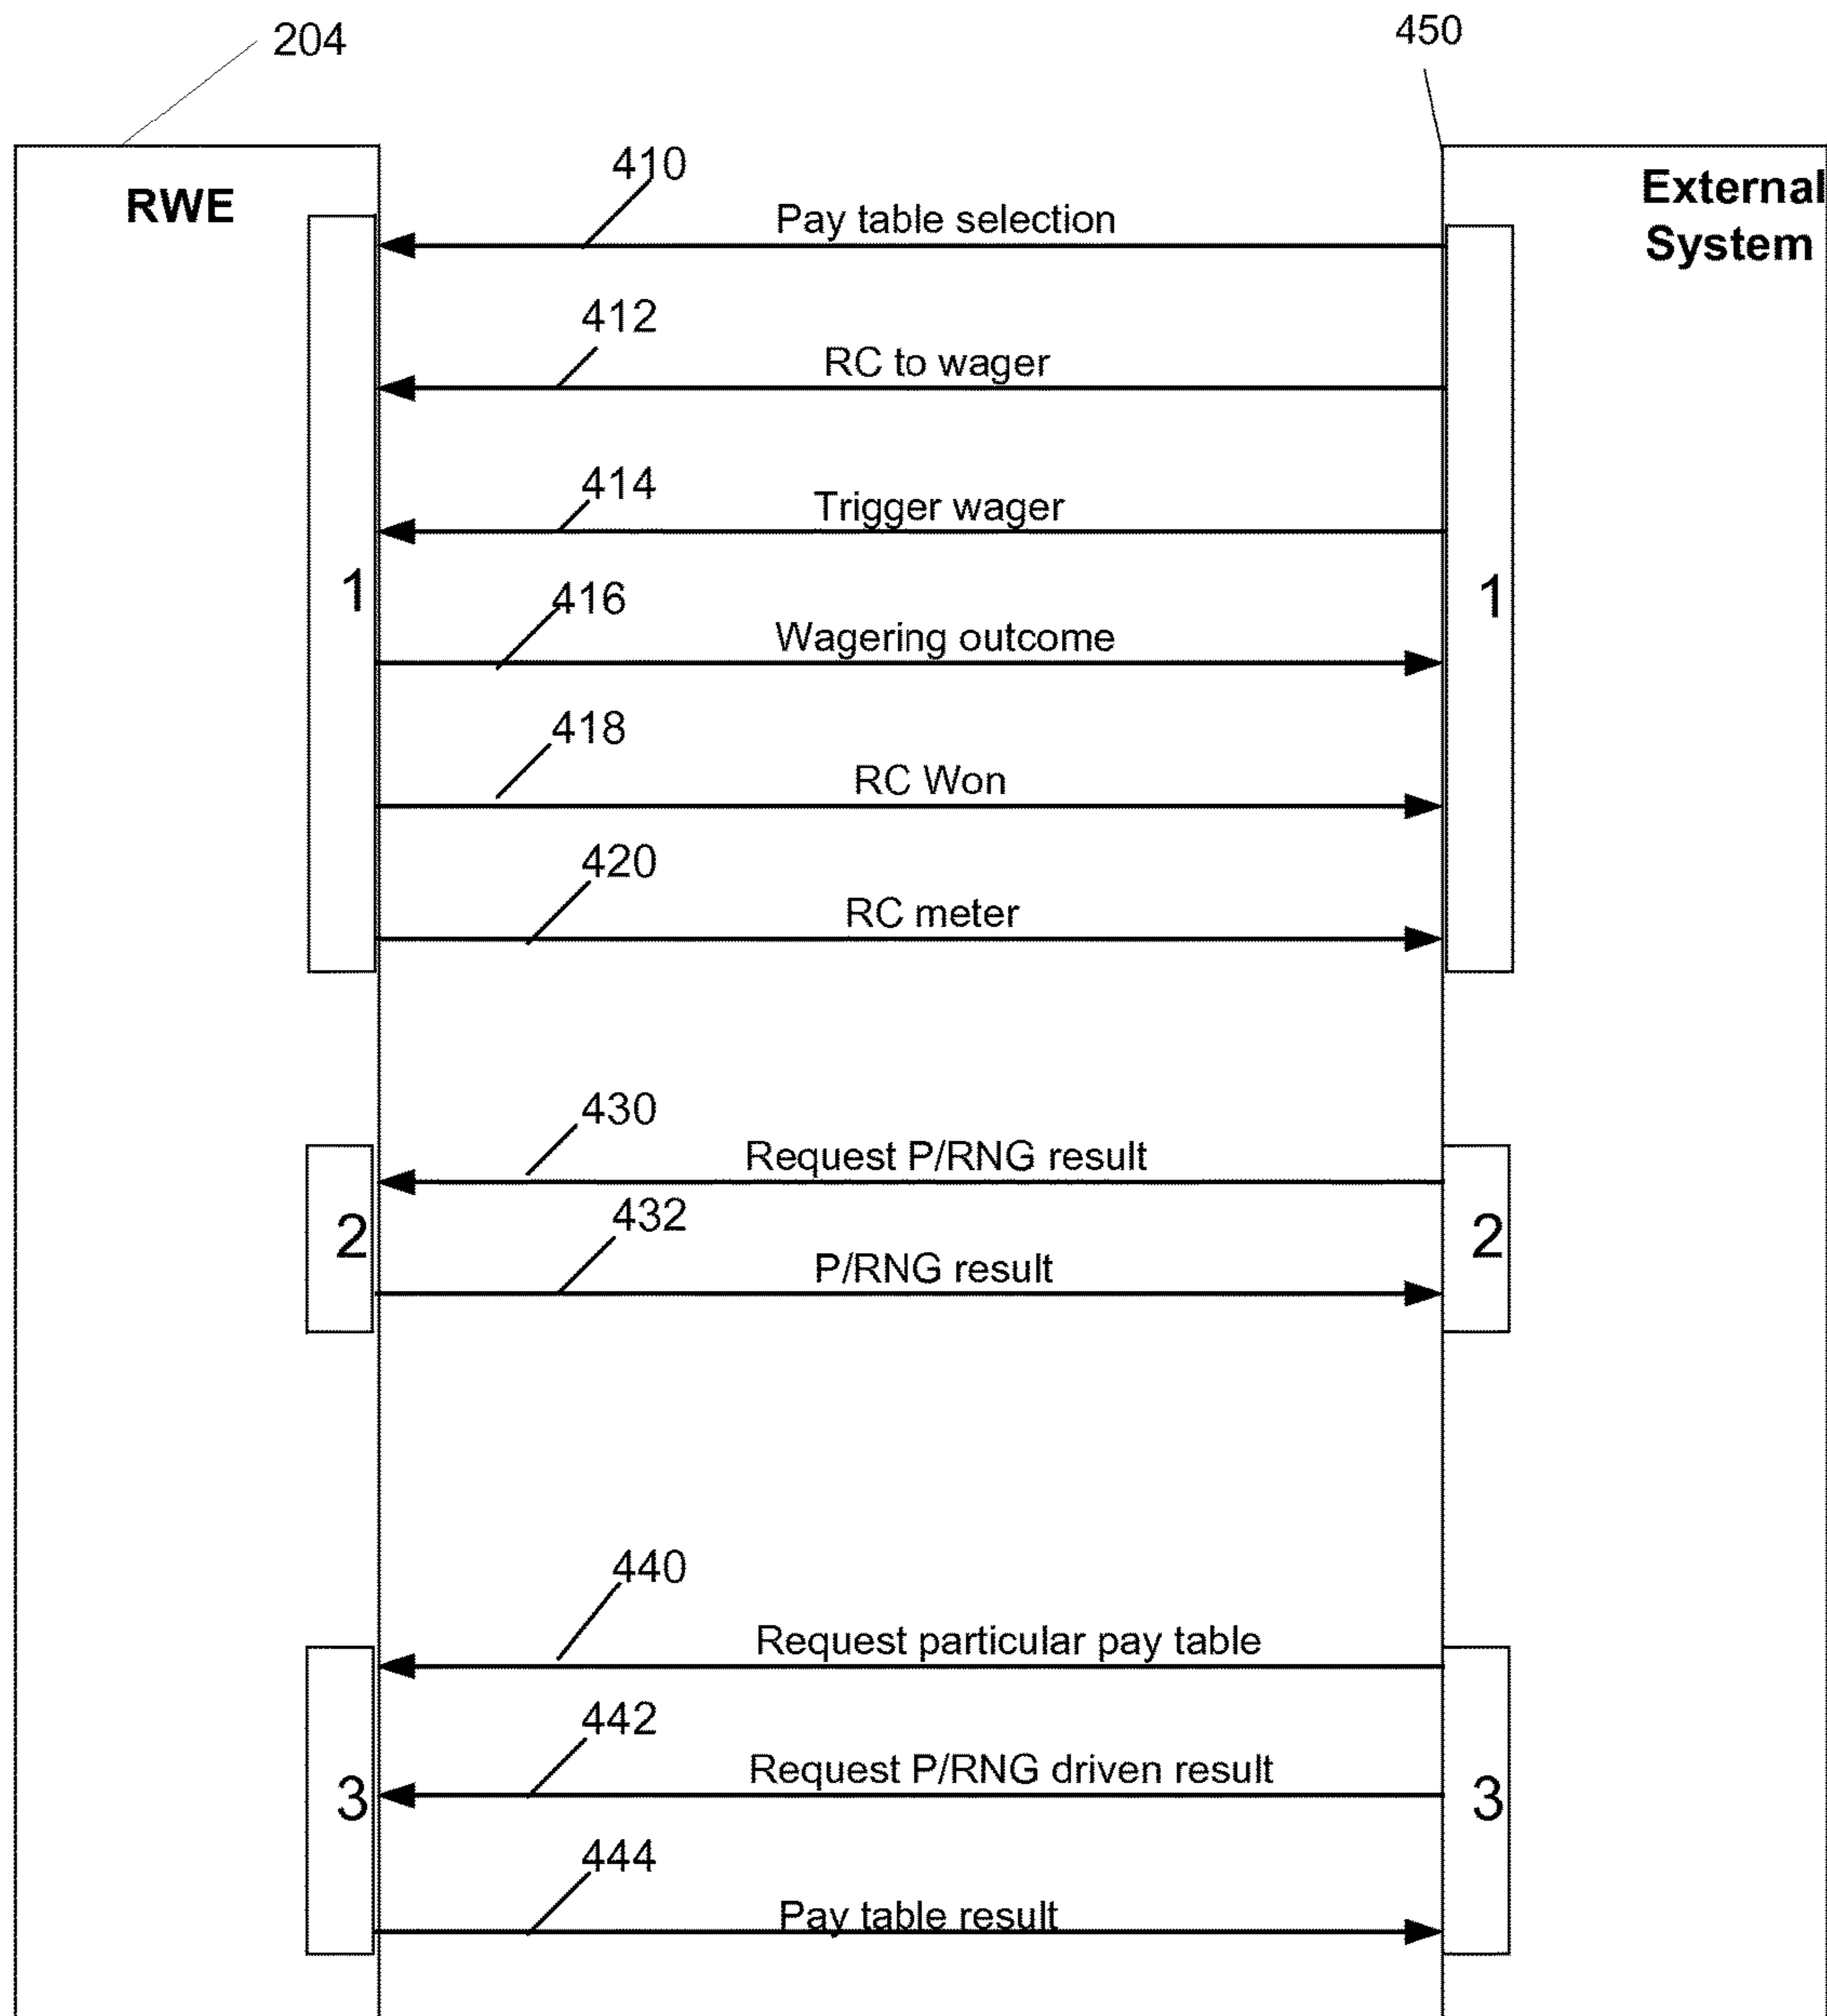 204
450
RWE
External
System
410
Pay table selection
412
RC to wager
414
Trigger wager
1
1
416
Wagering outcome
418
RC Won
420
RC meter
430
Request P/RNG result
2
2
432
P/RNG result
440
Request particular pay table
442
Request P/RNG driven result
3
3
444
Pay table result